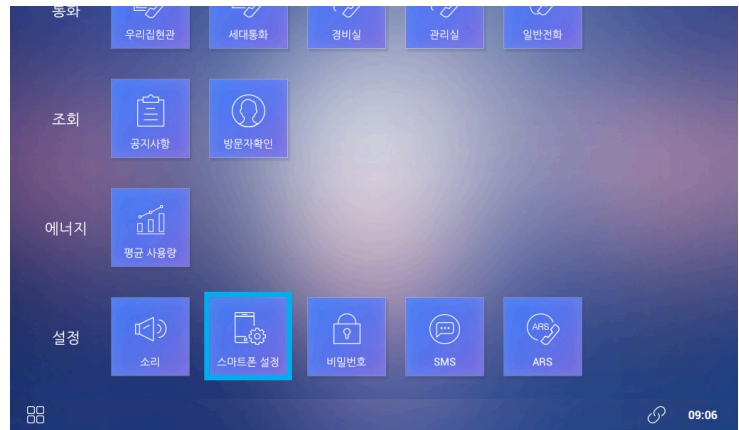 통화
우리집현관 세대통화 경비실 관리실 일반전화
조회
공지사항 방문자확인
에너지
평균 사용량
설정
ARS
소리 스마트폰 설정 비밀번호 SMS ARS
09:06